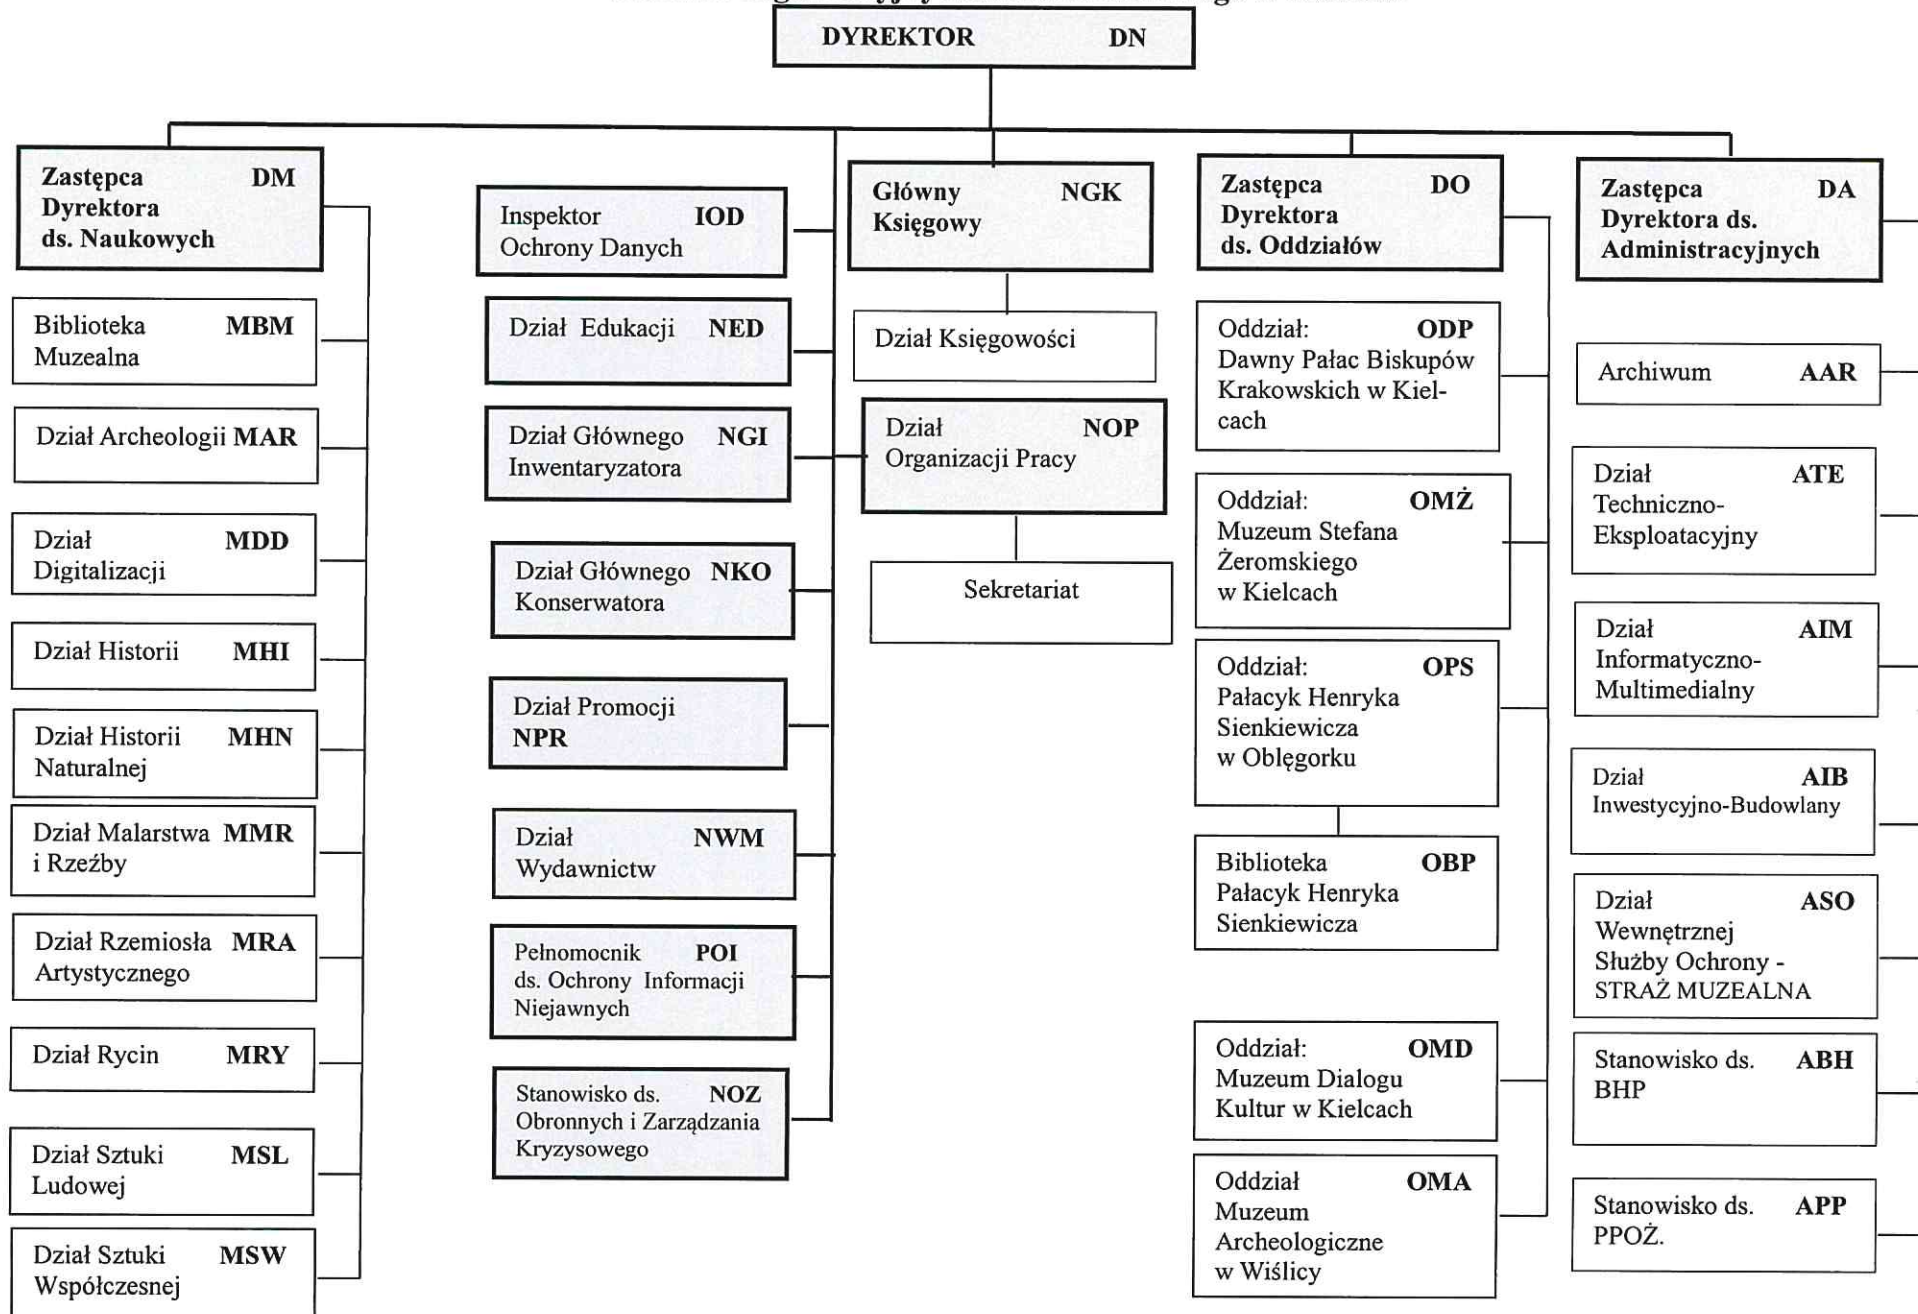 DYREKTOR DN
Zastępca DM
Dyrektora
ds. Naukowych
Biblioteka MBM
Muzealna
Dział Archeologii MAR
Dział MDD
Digitalizacji
Dział Historii MHI
Dział Historii MHN
Naturalnej
Dział Malarstwa MMR
i Rzeźby
Dział Rzemiosła MRA
Artystycznego
Dział Rycin MRY
Dział Sztuki MSL
Ludowej
Dział Sztuki MSW
Współczesnej
Inspektor IOD
Ochrony Danych
Dział Edukacji NED
Dział Głównego NGI
Inwentaryzatora
Dział Głównego NKO
Konserwatora
Dział Promocji
NPR
Dział NWM
Wydawnictw
Pełnomocnik POI
ds. Ochrony Informacji
Niejawnych
Stanowisko ds. NOZ
Obronnych i Zarządzania
Kryzysowego
Główny NGK
Księgowy
Dział Księgowości
Dział NOP
Organizacji Pracy
Sekretariat
Zastępca DO
Dyrektora
ds. Oddziałów
Oddział: ODP
Dawny Pałac Biskupów
Krakowskich w Kiel-
cach
Oddział: OMŻ
Muzeum Stefana
Żeromskiego
w Kielcach
Oddział: OPS
Pałacyk Henryka
Sienkiewicza
w Oblęgorku
Biblioteka OBP
Pałacyk Henryka
Sienkiewicza
Oddział: OMD
Muzeum Dialogu
Kultur w Kielcach
Oddział OMA
Muzeum
Archeologiczne
w Wiślicy
Zastępca DA
Dyrektora ds.
Administracyjnych
Archiwum AAR
Dział ATE
Techniczno-
Eksploatacyjny
Dział AIM
Informatyczno-
Multimedialny
Dział AIB
Inwestycyjno-Budowlany
Dział ASO
Wewnętrznej
Służby Ochrony -
STRAŻ MUZEALNA
Stanowisko ds. ABH
BHP
Stanowisko ds. APP
PPOŻ.